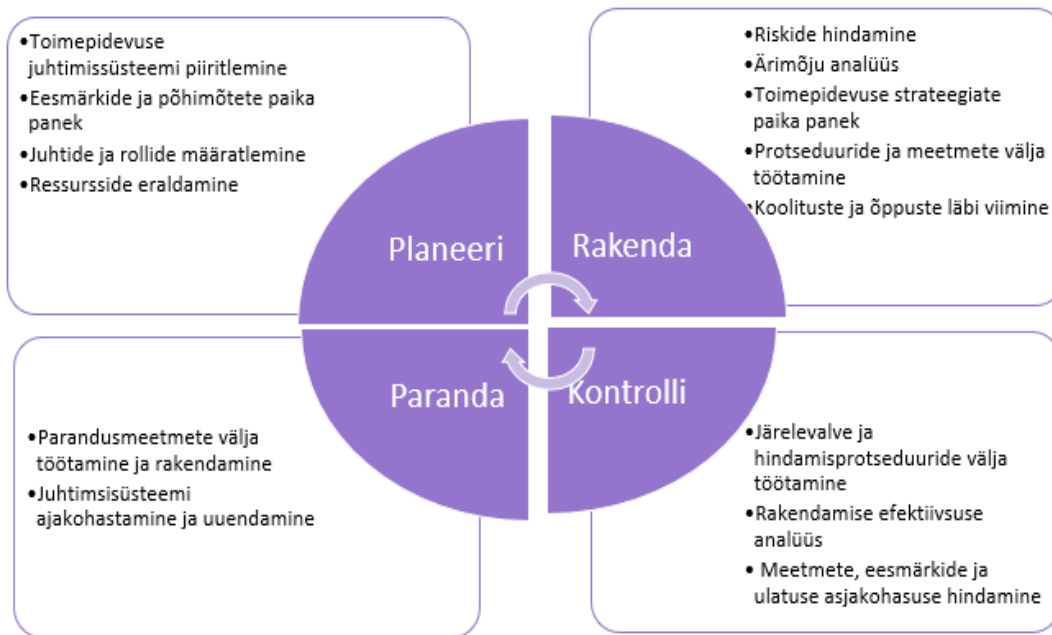 •Toimepidevuse
juhtimissüsteemi piiritlemine
•Eesmärkide ja põhimõtete paika
panek
•Juhtide ja rollide määratlemine
•Ressursside eraldamine
•Riskide hindamine
•Ärimõju analüüs
•Toimepidevuse strateegiate
paika panek
•Protseduuride ja meetmete välja
töötamine
•Koolituste ja õppuste läbi viimine
Planeeri
Rakenda
Paranda
Kontrolli
•Parandusmeetmete välja
töötamine ja rakendamine
•Juhtimsisüsteemi
ajakohastamine ja uuendamine
•Järelevalve ja
hindamisprotseduuride välja
töötamine
•Rakendamise efektiivsuse
analüüs
• Meetmete, eesmärkide ja
ulatuse asjakohasuse hindamine